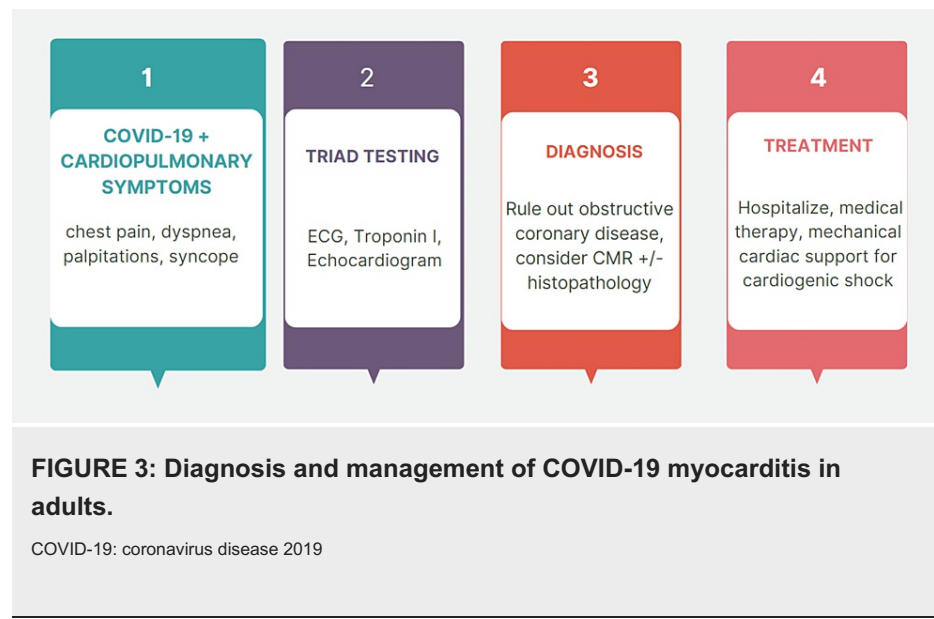 1
COVID-19 +
CARDIOPULMONARY
SYMPTOMS
chest pain, dyspnea,
palpitations, syncope
2
TRIAD TESTING
ECG, Troponin I,
Echocardiogram
3
DIAGNOSIS
Rule out obstructive
coronary disease,
consider CMR +/-
histopathology
4
TREATMENT
Hospitalize, medical
therapy, mechanical
cardiac support for
cardiogenic shock
FIGURE 3: Diagnosis and management of COVID-19 myocarditis in
adults.
COVID-19: coronavirus disease 2019